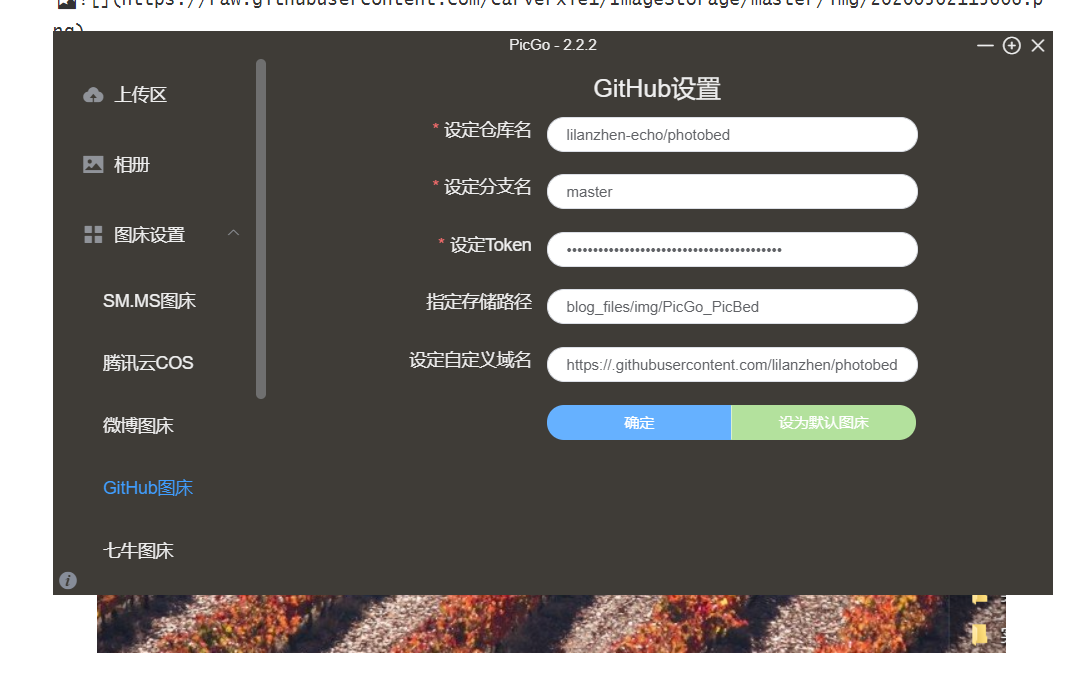 ![](https://raw.githubusercontent.com/carverxfei/ImageStorage/master/img/20200302113606.p
ng)
PicGo - 2.2.2
上传区
相册
图床设置
SM.MS图床
腾讯云COS
微博图床
GitHub图床
七牛图床
GitHub设置
* 设定仓库名
lilanzhen-echo/photobed
* 设定分支名
master
* 设定Token
••••••••••••••••••••••••••••••••••••••••
指定存储路径
blog_files/img/PicGo_PicBed
设定自定义域名
https://.githubusercontent.com/lilanzhen/photobed
确定
设为默认图床